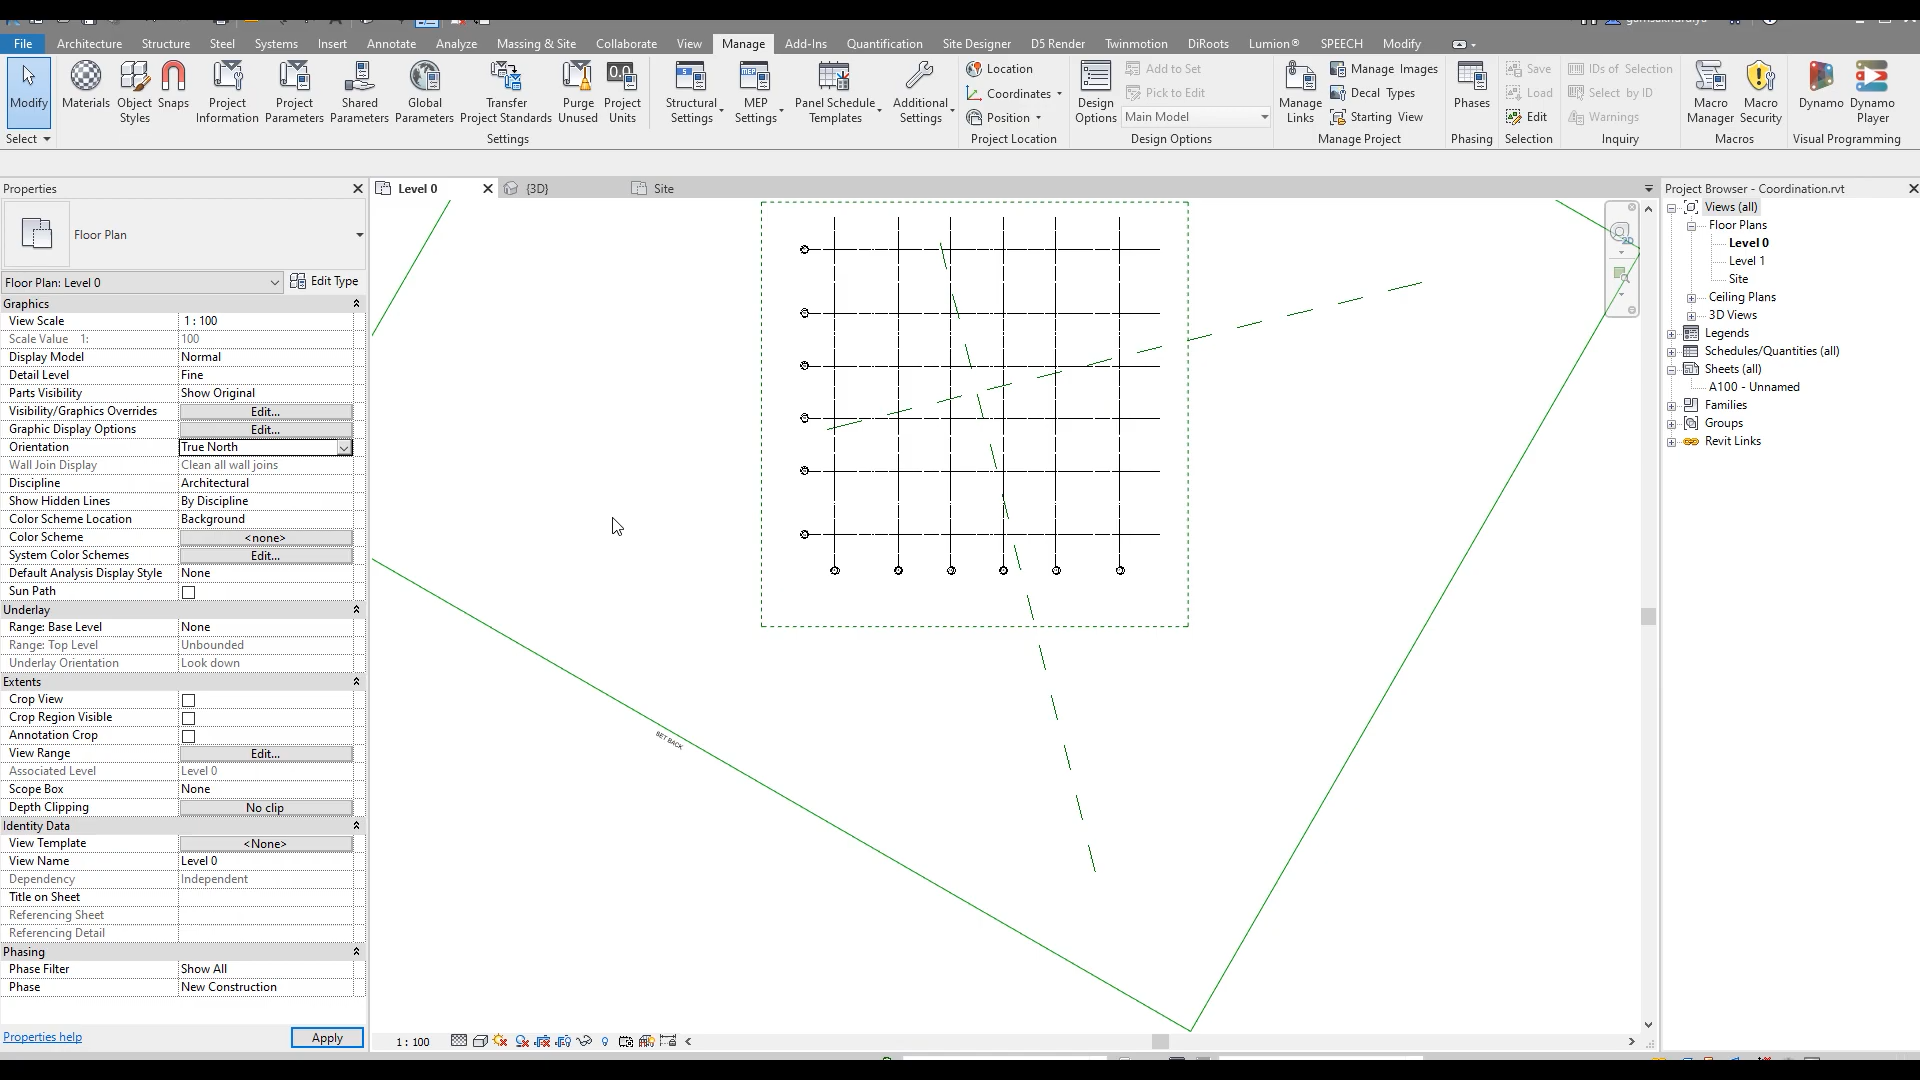 File Architecture Structure Steel Systems Insert Annotate Analyze Massing & Site Collaborate View Manage Add-Ins Quantification Site Designer D5 Render Twinmotion DiRoots Lumion® SPEECH Modify
Modify
Materials
Object Styles
Snaps
Project Information
Project Parameters
Shared Parameters
Global Parameters
Transfer Project Standards
Purge Unused
Project Units
Structural Settings
MEP Settings
Panel Schedule Templates
Additional Settings
Location
Coordinates
Position
Design Options
Add to Set
Pick to Edit
Main Model
Manage Links
Manage Images
Decal Types
Starting View
Phases
Save
Load
Edit
IDs of Selection
Select by ID
Warnings
Macro Manager
Macro Security
Dynamo
Dynamo Player
Select Settings Project Location Design Options Manage Project Phasing Selection Inquiry Macros Visual Programming
Properties
Floor Plan
Floor Plan: Level 0 Edit Type
Graphics
View Scale 1 : 100
Scale Value 1: 100
Display Model Normal
Detail Level Fine
Parts Visibility Show Original
Visibility/Graphics Overrides Edit...
Graphic Display Options Edit...
Orientation True North
Wall Join Display Clean all wall joins
Discipline Architectural
Show Hidden Lines By Discipline
Color Scheme Location Background
Color Scheme <none>
System Color Schemes Edit...
Default Analysis Display Style None
Sun Path
Underlay
Range: Base Level None
Range: Top Level Unbounded
Underlay Orientation Look down
Extents
Crop View
Crop Region Visible
Annotation Crop
View Range Edit...
Associated Level Level 0
Scope Box None
Depth Clipping No clip
Identity Data
View Template <None>
View Name Level 0
Dependency Independent
Title on Sheet
Referencing Sheet
Referencing Detail
Phasing
Phase Filter Show All
Phase New Construction
Properties help Apply
Level 0 {3D} Site
SET BACK
1 : 100
Project Browser - Coordination.rvt
Views (all)
Floor Plans
Level 0
Level 1
Site
Ceiling Plans
3D Views
Legends
Schedules/Quantities (all)
Sheets (all)
A100 - Unnamed
Families
Groups
Revit Links